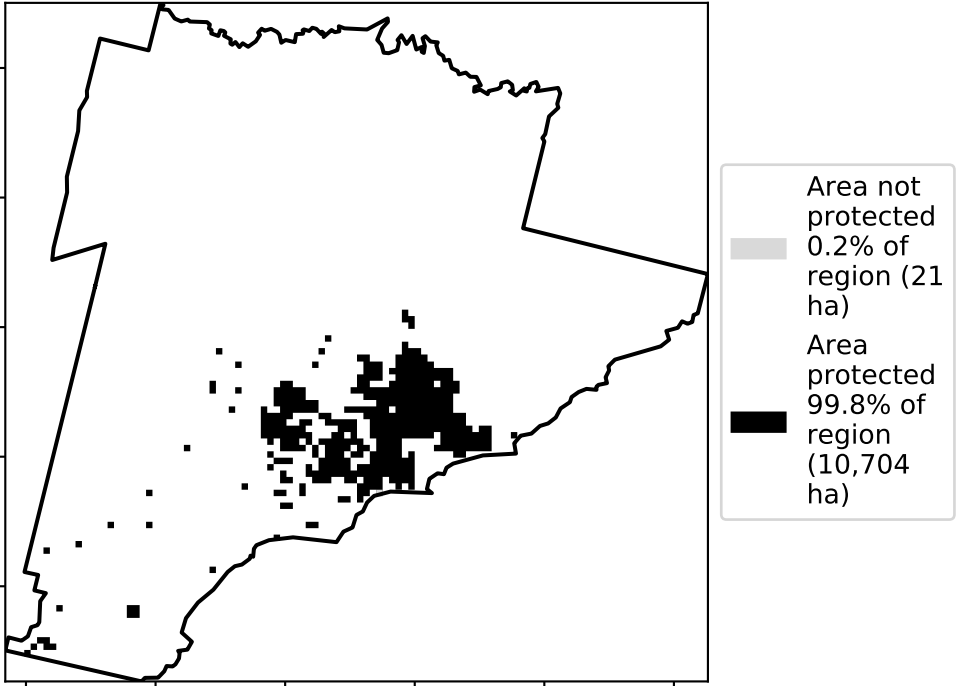 Area not
protected
0.2% of
region (21
ha)
Area
protected
99.8% of
region
(10,704
ha)